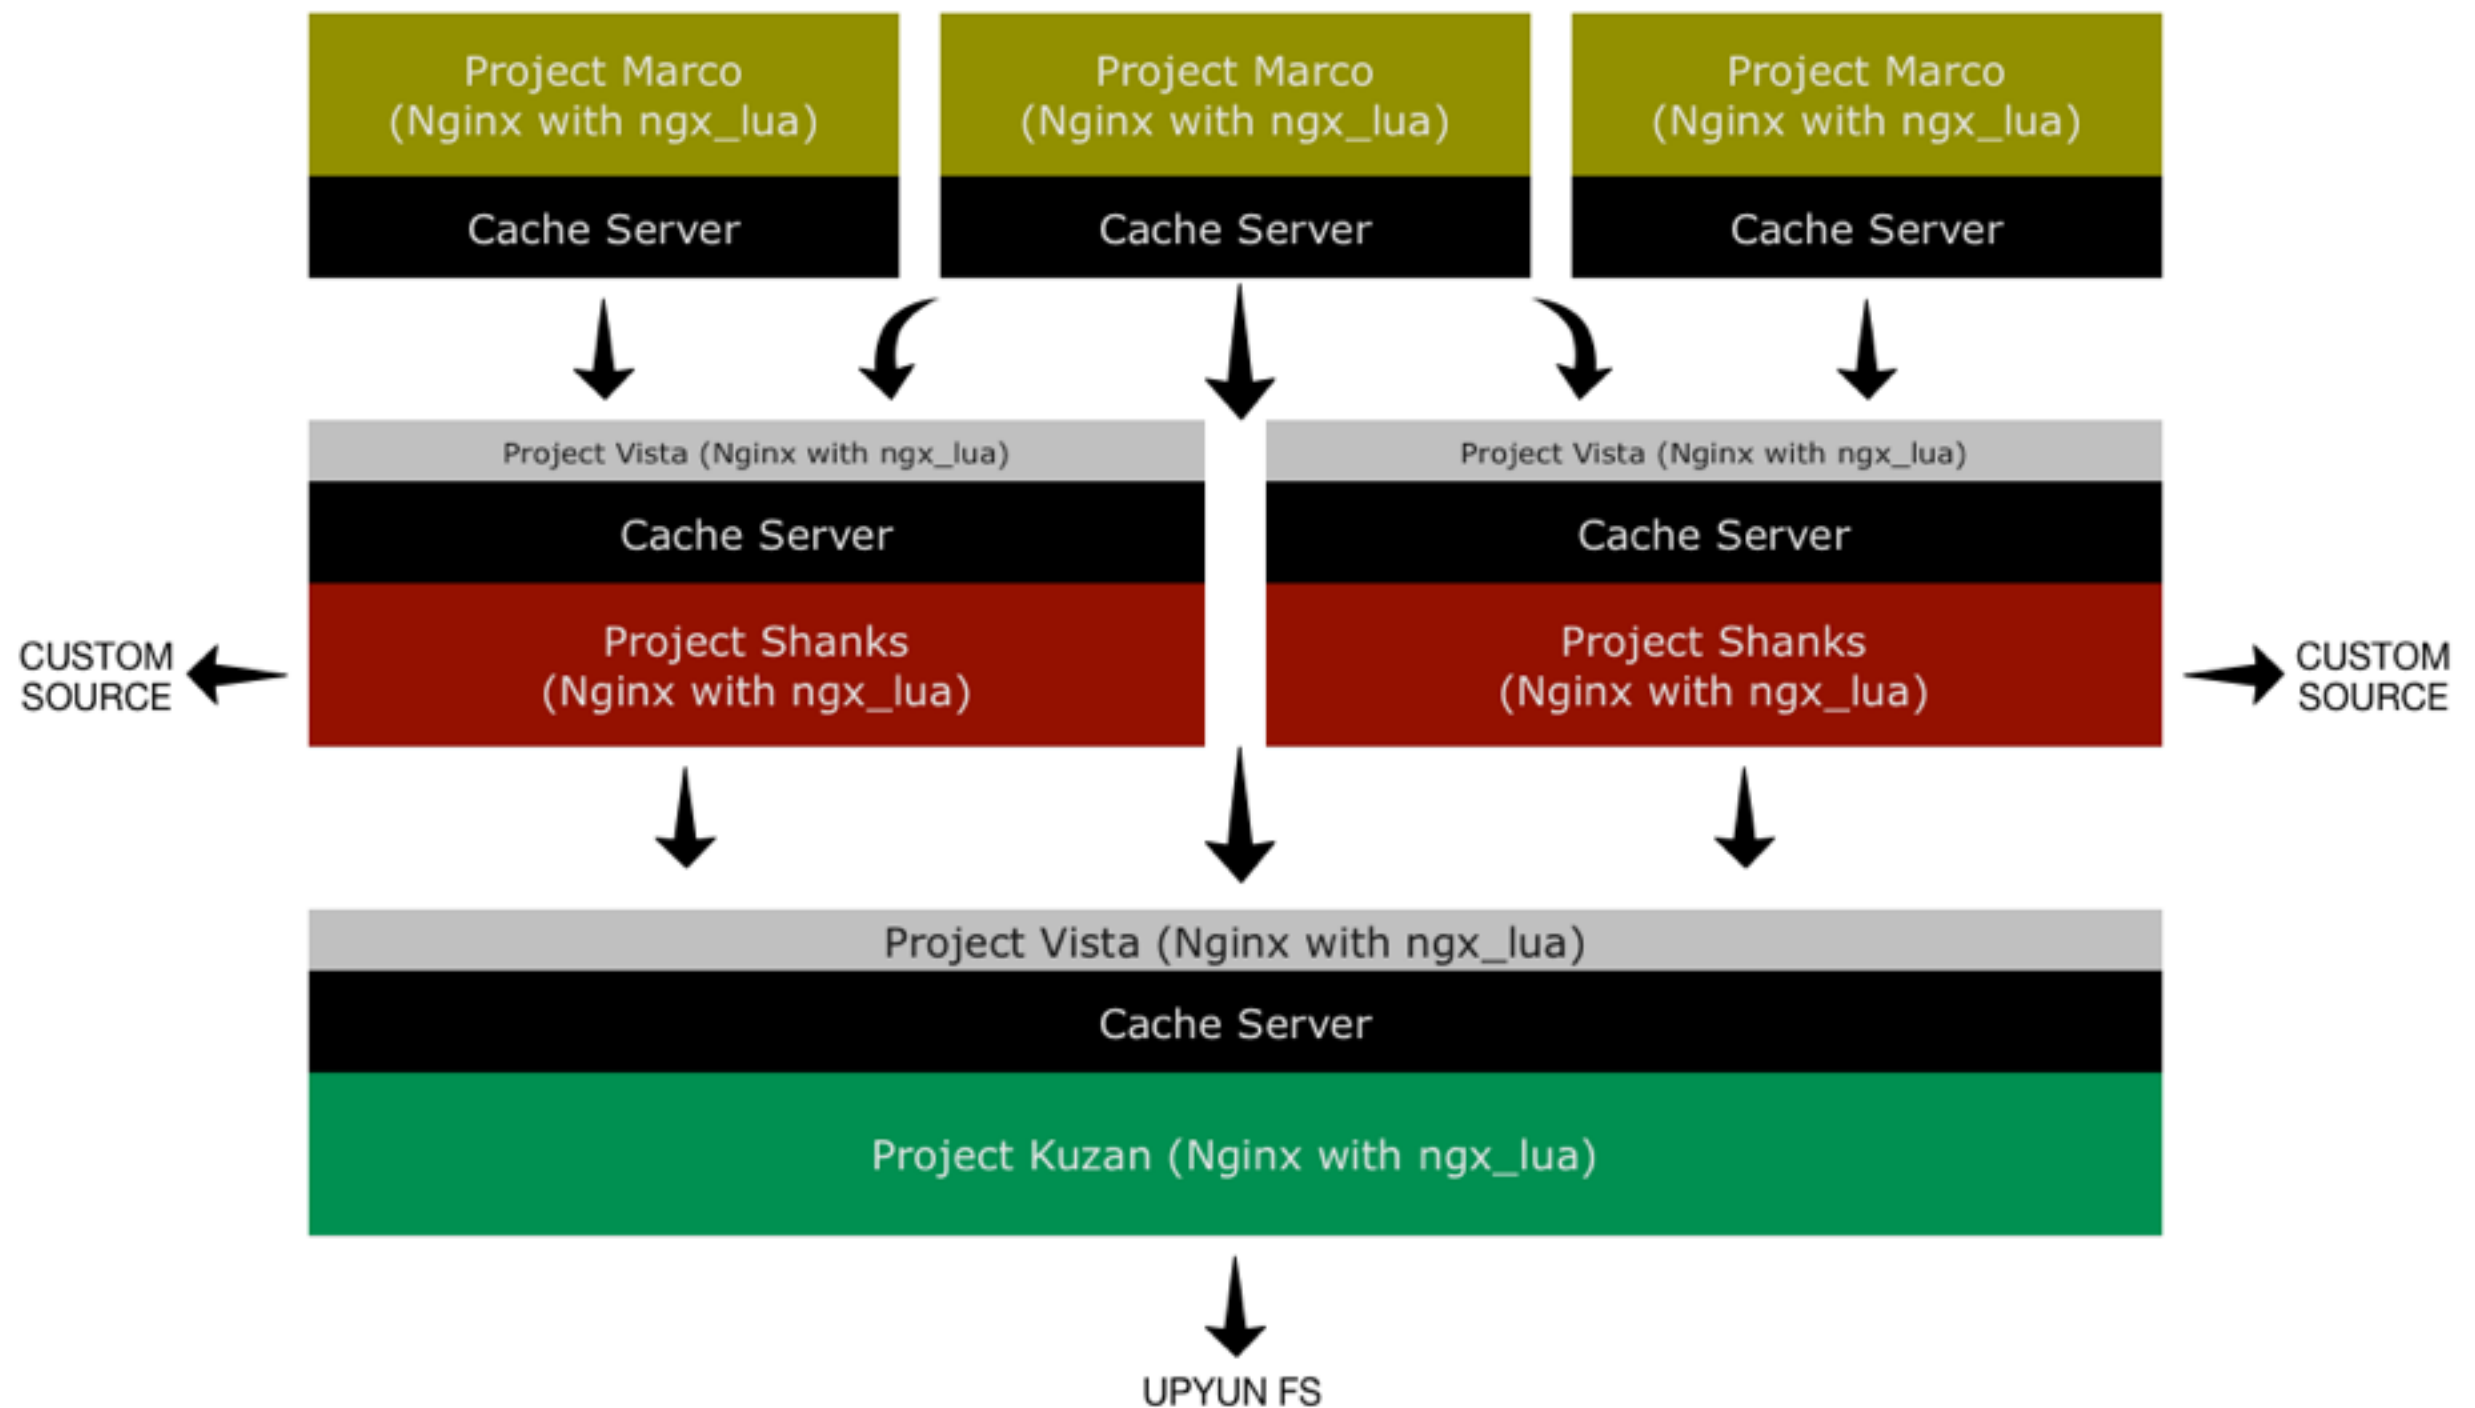 Project Marco
(Nginx with ngx_lua)
Cache Server
Project Marco
(Nginx with ngx_lua)
Cache Server
Project Marco
(Nginx with ngx_lua)
Cache Server
Project Vista (Nginx with ngx_lua)
Cache Server
Project Shanks
(Nginx with ngx_lua)
Project Vista (Nginx with ngx_lua)
Cache Server
Project Shanks
(Nginx with ngx_lua)
CUSTOM
SOURCE
CUSTOM
SOURCE
Project Vista (Nginx with ngx_lua)
Cache Server
Project Kuzan (Nginx with ngx_lua)
UPYUN FS